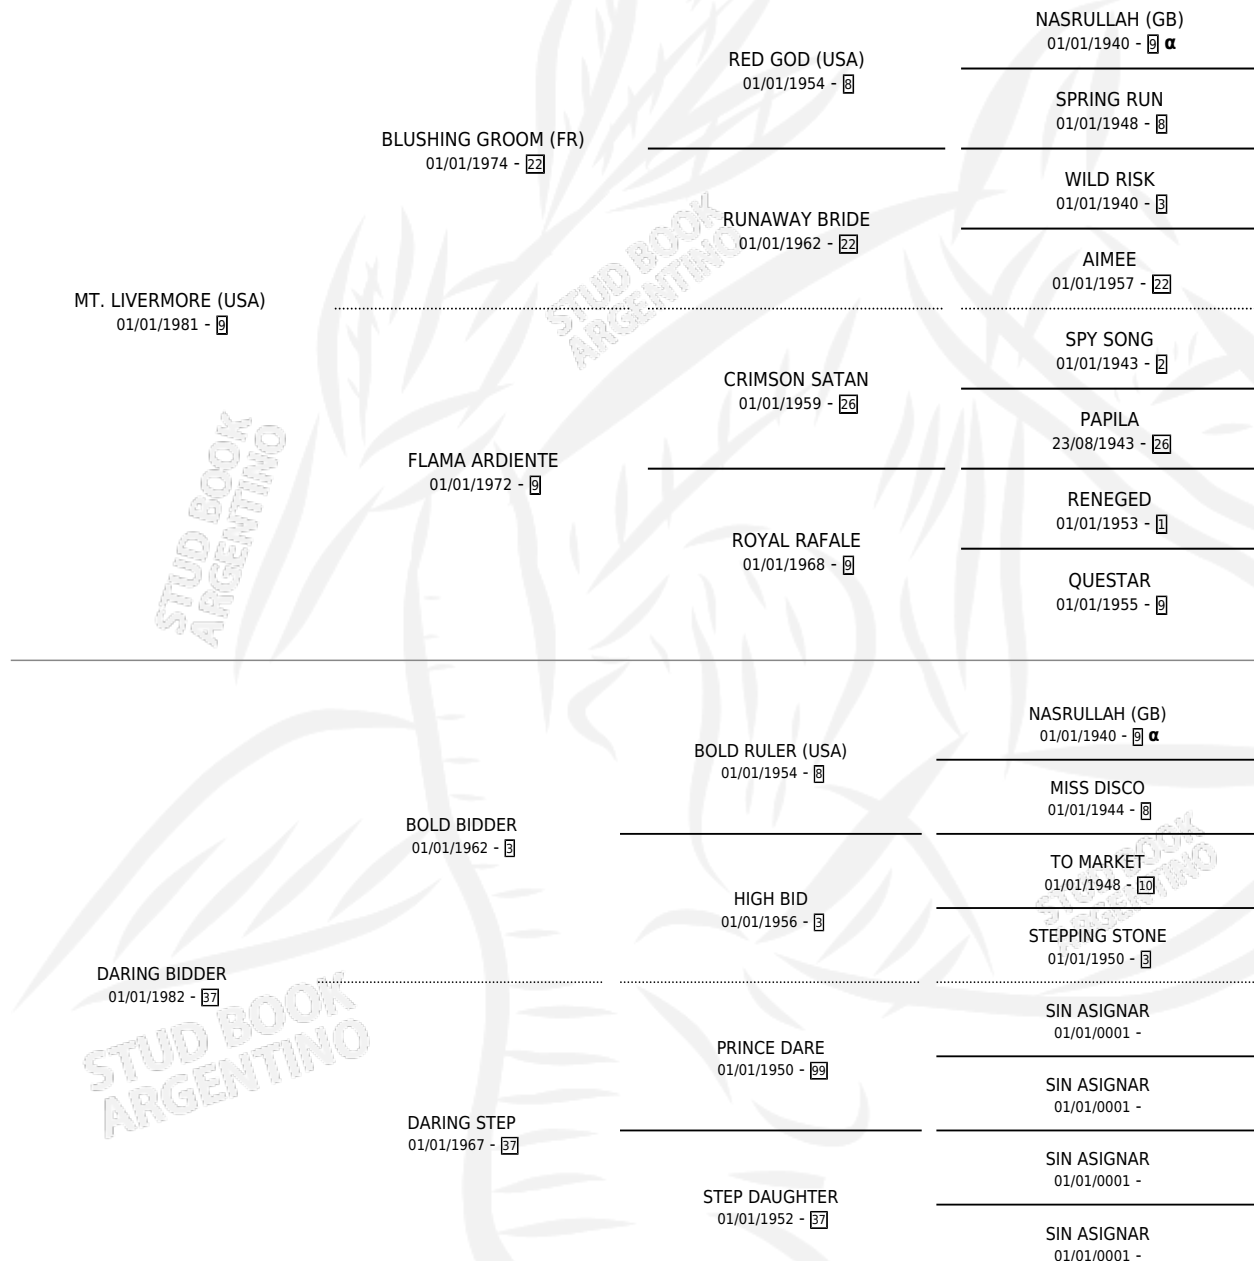 NASRULLAH (GB)
01/01/1940 - 9 α
RED GOD (USA)
01/01/1954 - 8
SPRING RUN
01/01/1948 - 8
BLUSHING GROOM (FR)
01/01/1974 - 22
WILD RISK
01/01/1940 - 3
RUNAWAY BRIDE
01/01/1962 - 22
AIMEE
01/01/1957 - 22
MT. LIVERMORE (USA)
01/01/1981 - 9
STUD BOOK
ARGENTINO
SPY SONG
01/01/1943 - 2
CRIMSON SATAN
01/01/1959 - 26
PAPILA
23/08/1943 - 26
FLAMA ARDIENTE
01/01/1972 - 9
RENEGED
01/01/1953 - 1
ROYAL RAFALE
01/01/1968 - 9
QUESTAR
01/01/1955 - 9
STUD BOOK
ARGENTINO
NASRULLAH (GB)
01/01/1940 - 9 α
BOLD RULER (USA)
01/01/1954 - 8
MISS DISCO
01/01/1944 - 8
BOLD BIDDER
01/01/1962 - 3
TO MARKET
01/01/1948 - 10
HIGH BID
01/01/1956 - 3
STEPPING STONE
01/01/1950 - 3
STUD BOOK
ARGENTINO
DARING BIDDER
01/01/1982 - 37
SIN ASIGNAR
01/01/0001 -
PRINCE DARE
01/01/1950 - 99
SIN ASIGNAR
01/01/0001 -
DARING STEP
01/01/1967 - 37
SIN ASIGNAR
01/01/0001 -
STEP DAUGHTER
01/01/1952 - 37
SIN ASIGNAR
01/01/0001 -
STUD BOOK
ARGENTINO